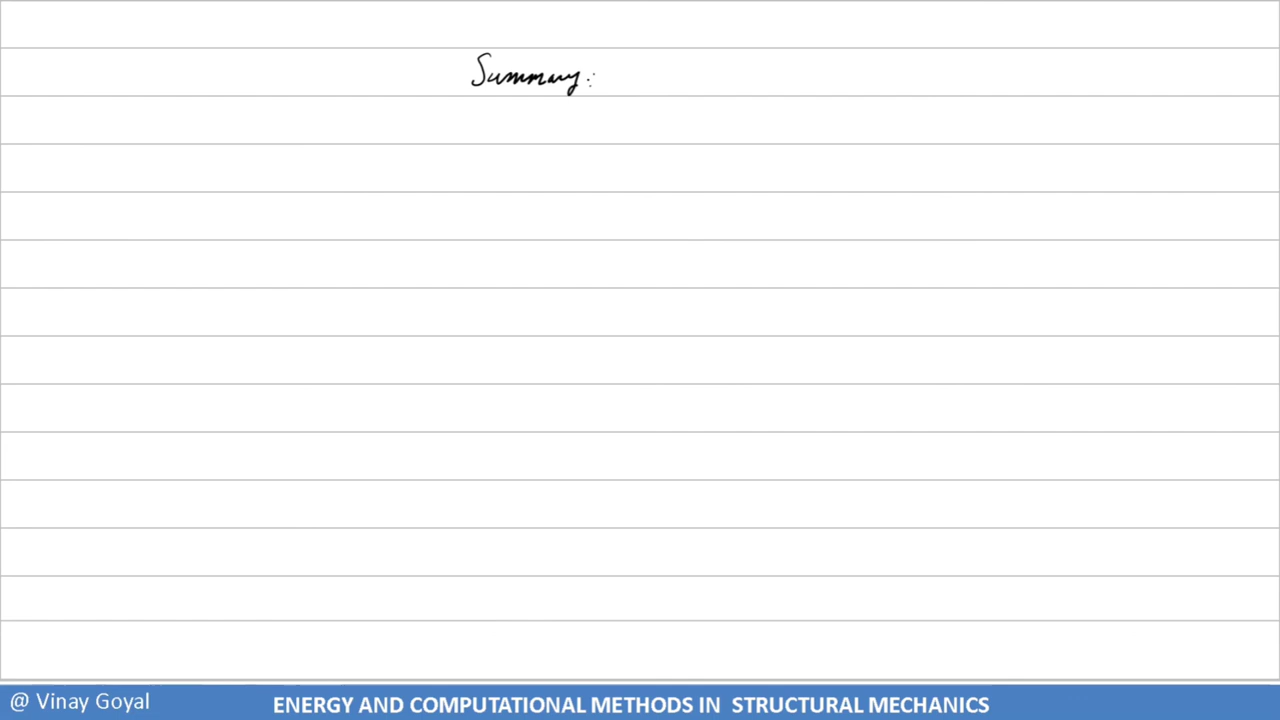 Summary:
@ Vinay Goyal
ENERGY AND COMPUTATIONAL METHODS IN STRUCTURAL MECHANICS